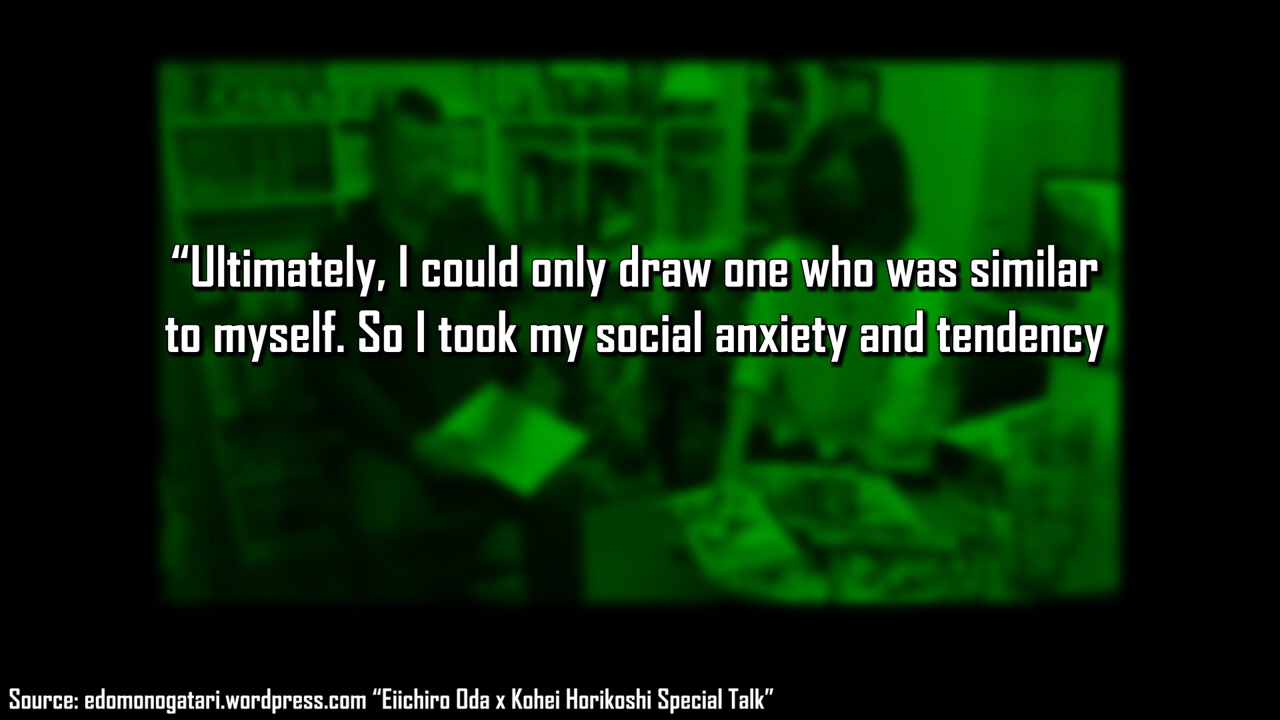 “Ultimately, I could only draw one who was similar
to myself. So I took my social anxiety and tendency
Source: edomonogatari.wordpress.com “Eiichiro Oda x Kohei Horikoshi Special Talk”